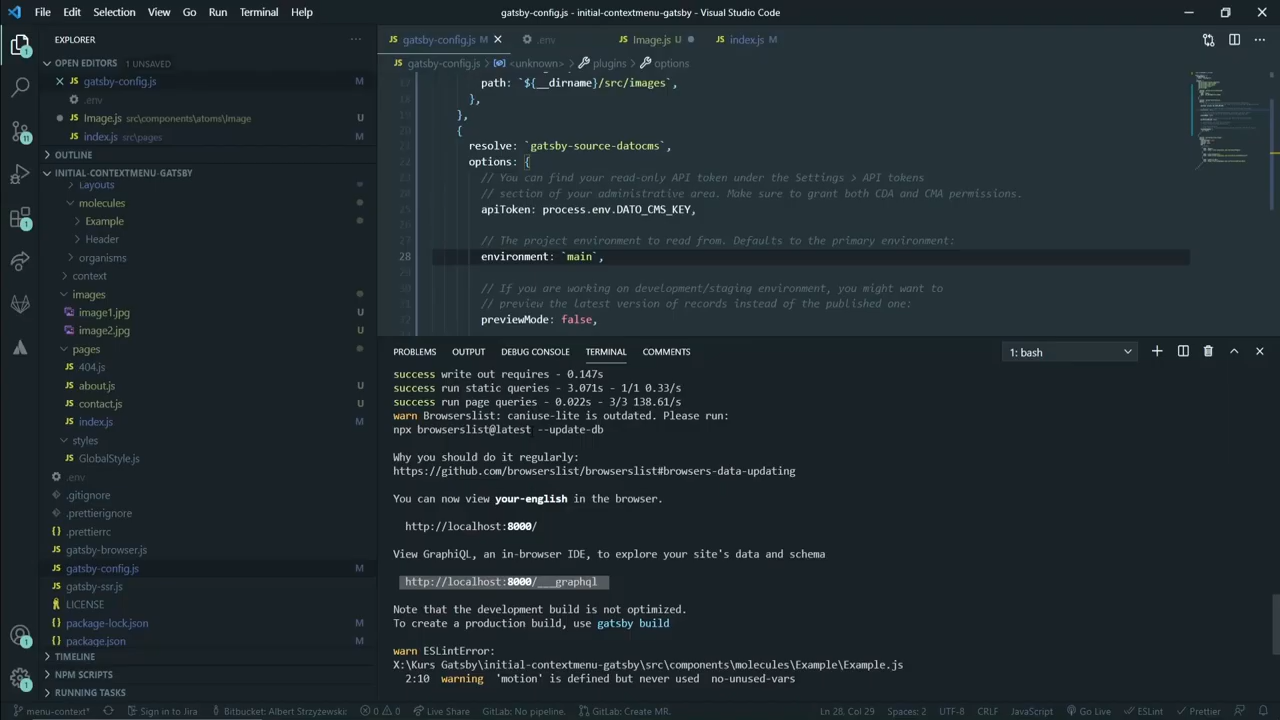 File Edit Selection View Go Run Terminal Help
gatsby-config.js - initial-contextmenu-gatsby - Visual Studio Code
EXPLORER
OPEN EDITORS 1 UNSAVED
gatsby-config.js M
.env
Image.js src\components\atoms\Image U
index.js src\pages M
OUTLINE
INITIAL-CONTEXTMENU-GATSBY
Layouts
molecules
Example
Header
organisms
context
images
image1.jpg U
image2.jpg U
pages
404.js
about.js M
contact.js M
index.js M
styles
GlobalStyle.js M
.env
.gitignore
.prettierignore
.prettierrc
gatsby-browser.js
gatsby-config.js M
gatsby-ssr.js
LICENSE
package-lock.json M
package.json M
TIMELINE
NPM SCRIPTS
RUNNING TASKS
gatsby-config.js M .env Image.js U index.js M
gatsby-config.js > <unknown> > plugins > options
path: `${__dirname}/src/images`,
},
},
{
resolve: `gatsby-source-datocms`,
options: {
// You can find your read-only API token under the Settings > API tokens
// section of your administrative area. Make sure to grant both CDA and CMA permissions.
apiToken: process.env.DATO_CMS_KEY,
// The project environment to read from. Defaults to the primary environment:
28 environment: `main`,
// If you are working on development/staging environment, you might want to
// preview the latest version of records instead of the published one:
previewMode: false,
PROBLEMS OUTPUT DEBUG CONSOLE TERMINAL COMMENTS 1: bash
success write out requires - 0.147s
success run static queries - 3.071s - 1/1 0.33/s
success run page queries - 0.022s - 3/3 138.61/s
warn Browserslist: caniuse-lite is outdated. Please run:
npx browserslist@latest --update-db
Why you should do it regularly:
https://github.com/browserslist/browserslist#browsers-data-updating
You can now view your-english in the browser.
http://localhost:8000/
View GraphiQL, an in-browser IDE, to explore your site's data and schema
http://localhost:8000/___graphql
Note that the development build is not optimized.
To create a production build, use gatsby build
warn ESLintError:
X:\Kurs Gatsby\initial-contextmenu-gatsby\src\components\molecules\Example\Example.js
2:10 warning 'motion' is defined but never used no-unused-vars
menu-context* Sign in to Jira Bitbucket: Albert Strzyżewski: 0 0 Live Share GitLab: No pipeline. GitLab: Create MR. Ln 28, Col 29 Spaces: 2 UTF-8 CRLF JavaScript Go Live ESLint Prettier